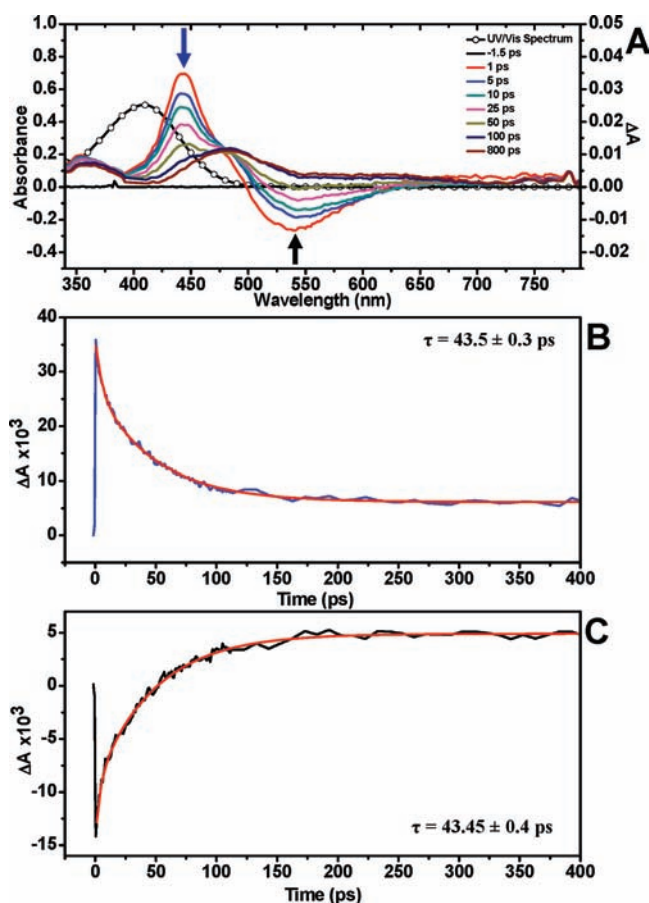 A
UV/Vis Spectrum
-1.5 ps
1 ps
5 ps
10 ps
25 ps
50 ps
100 ps
800 ps
Absorbance
1.0
0.8
0.6
0.4
0.2
0.0
0.2
0.4
ΔA
0.05
0.04
0.03
0.02
0.01
0.00
-0.01
-0.02
350 400 450 500 550 600 650 700 750
Wavelength (nm)
B
τ = 43.5 ± 0.3 ps
ΔA x10³
40
30
20
10
0
0 50 100 150 200 250 300 350 400
Time (ps)
C
τ = 43.45 ± 0.4 ps
ΔA x10³
5
0
-5
-10
-15
0 50 100 150 200 250 300 350 400
Time (ps)